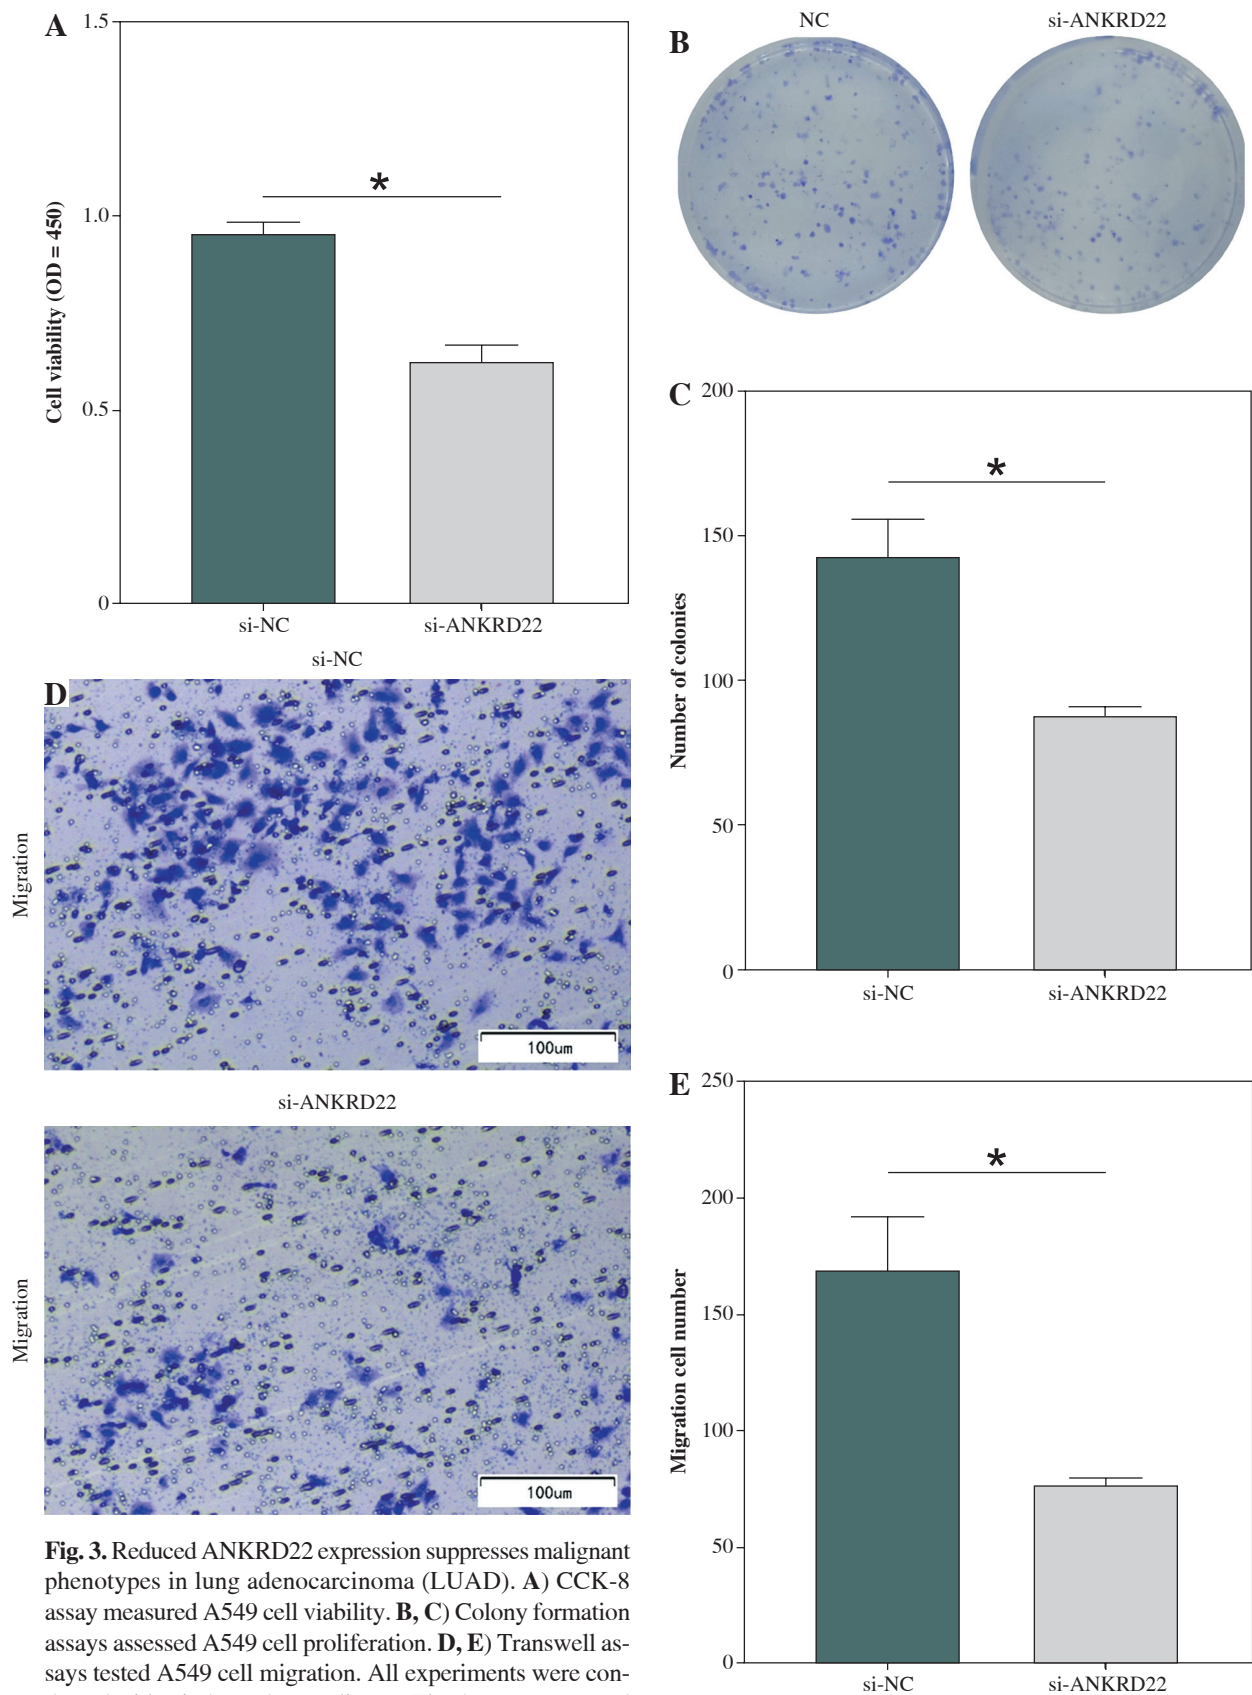 A
1.5
1.0
0.5
0
Cell viability (OD = 450)
*
si-NC
si-ANKRD22
B
NC
si-ANKRD22
C
200
150
100
50
0
Number of colonies
*
si-NC
si-ANKRD22
D
si-NC
Migration
100um
si-ANKRD22
Migration
100um
E
250
200
150
100
50
0
Migration cell number
*
si-NC
si-ANKRD22
Fig. 3. Reduced ANKRD22 expression suppresses malignant
phenotypes in lung adenocarcinoma (LUAD). A) CCK-8
assay measured A549 cell viability. B, C) Colony formation
assays assessed A549 cell proliferation. D, E) Transwell as-
says tested A549 cell migration. All experiments were con-